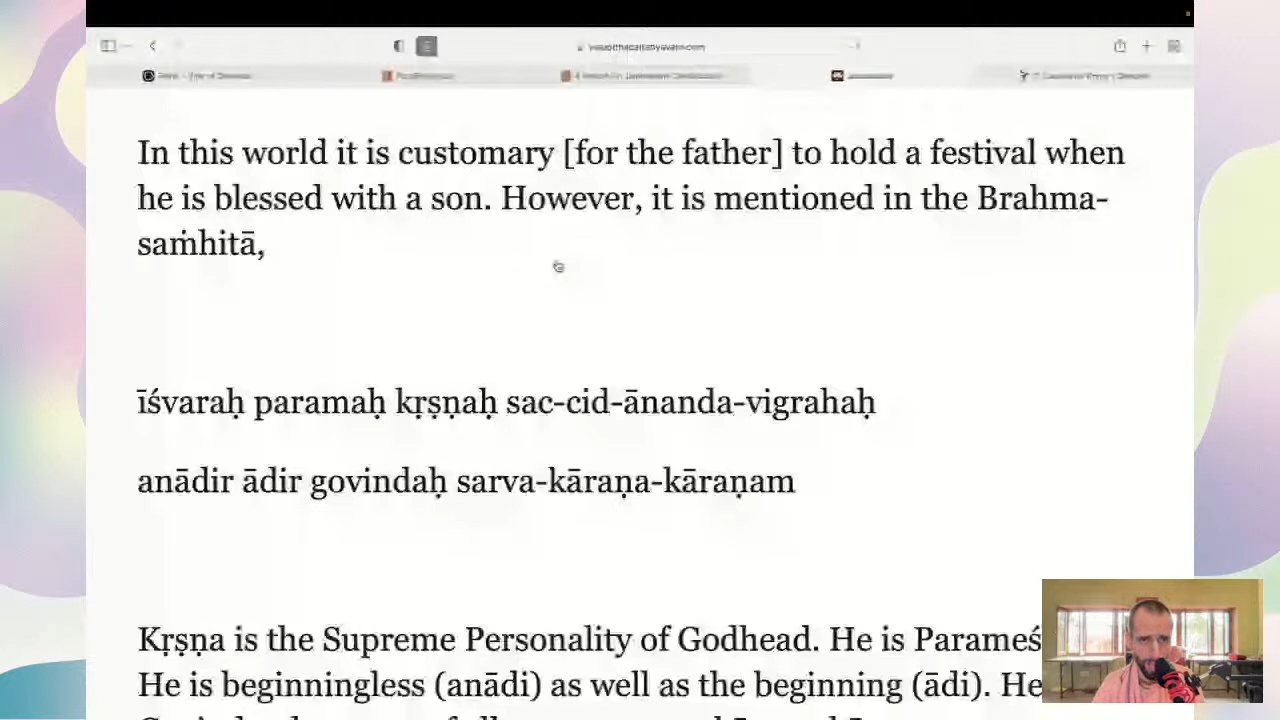 In this world it is customary [for the father] to hold a festival when
he is blessed with a son. However, it is mentioned in the Brahma-
saṁhitā,
īśvaraḥ paramaḥ kṛṣṇaḥ sac-cid-ānanda-vigrahaḥ
anādir ādir govindaḥ sarva-kāraṇa-kāraṇam
Kṛṣṇa is the Supreme Personality of Godhead. He is Parameś
He is beginningless (anādi) as well as the beginning (ādi). He